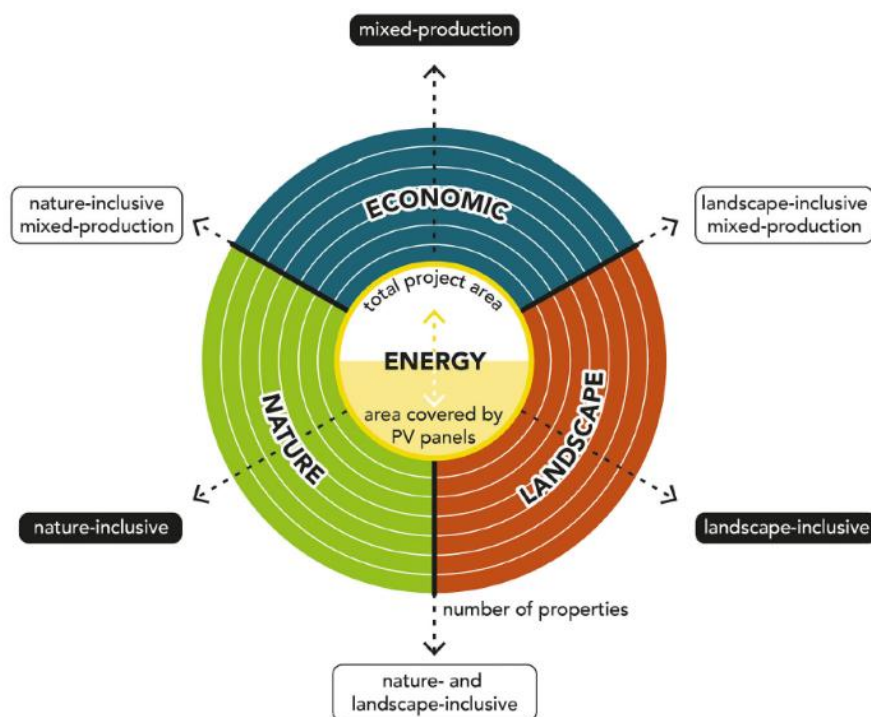 mixed-production
nature-inclusive
mixed-production
ECONOMIC
landscape-inclusive
mixed-production
total project area
ENERGY
area covered by
PV panels
NATURE
LANDSCAPE
nature-inclusive
landscape-inclusive
number of properties
nature- and
landscape-inclusive